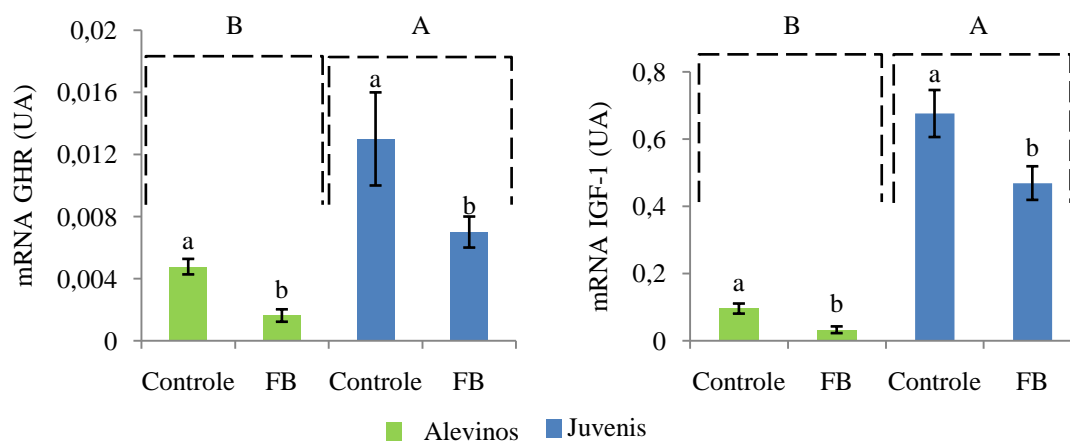 mRNA GHR (UA)
0,02
0,016
0,012
0,008
0,004
0
B
A
a
b
a
b
Controle
FB
Controle
FB
mRNA IGF-1 (UA)
0,8
0,6
0,4
0,2
0
B
A
a
b
a
b
Controle
FB
Controle
FB
Alevinos
Juvenis